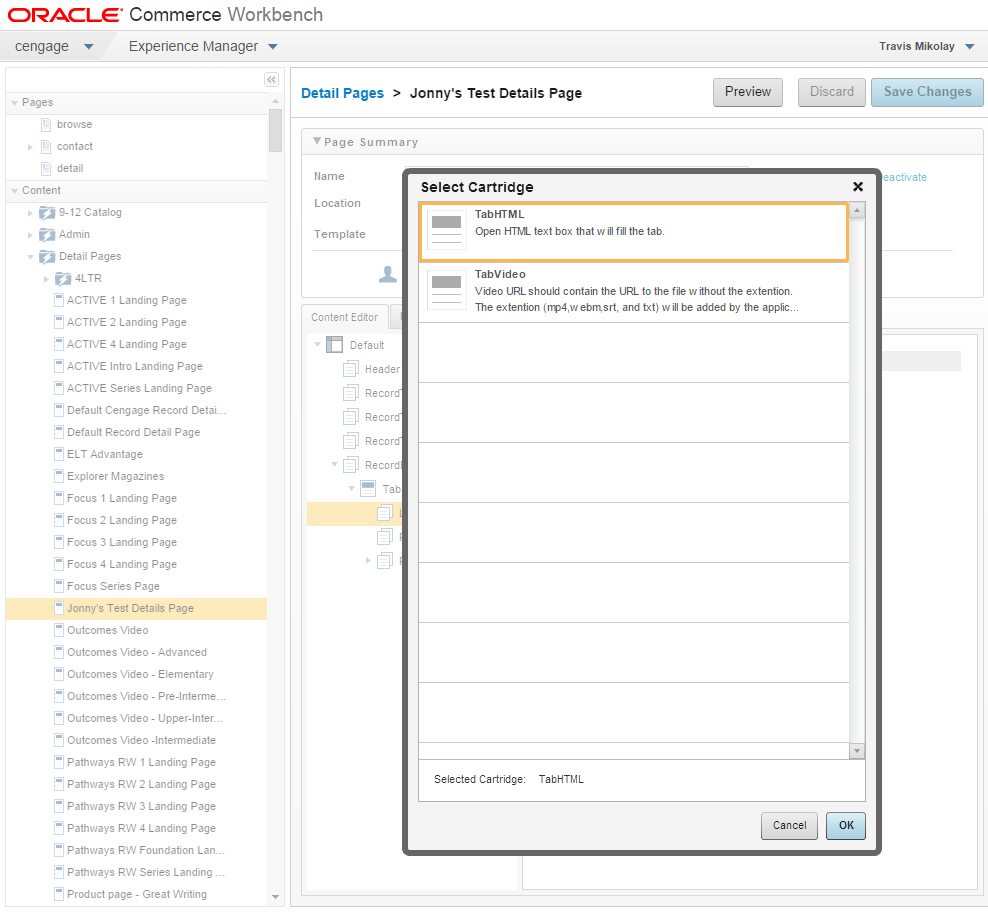 ORACLE Commerce Workbench
cengage Experience Manager Travis Mikolay
Pages
browse
contact
detail
Content
9-12 Catalog
Admin
Detail Pages
4LTR
ACTIVE 1 Landing Page
ACTIVE 2 Landing Page
ACTIVE 4 Landing Page
ACTIVE Intro Landing Page
ACTIVE Series Landing Page
Default Cengage Record Detai...
Default Record Detail Page
ELT Advantage
Explorer Magazines
Focus 1 Landing Page
Focus 2 Landing Page
Focus 3 Landing Page
Focus 4 Landing Page
Focus Series Page
Jonny's Test Details Page
Outcomes Video
Outcomes Video - Advanced
Outcomes Video - Elementary
Outcomes Video - Pre-Interme...
Outcomes Video - Upper-Inter...
Outcomes Video -Intermediate
Pathways RW 1 Landing Page
Pathways RW 2 Landing Page
Pathways RW 3 Landing Page
Pathways RW 4 Landing Page
Pathways RW Foundation Lan...
Pathways RW Series Landing ...
Product page - Great Writing
Detail Pages > Jonny's Test Details Page
Preview Discard Save Changes
Page Summary
Name
eactivate
Location
Template
Content Editor
Default
Header
Record
Record
Record
Record
Tab
Select Cartridge
TabHTML
Open HTML text box that will fill the tab.
TabVideo
Video URL should contain the URL to the file without the extention.
The extention (mp4,webm,srt, and txt) will be added by the applic...
Selected Cartridge: TabHTML
Cancel OK